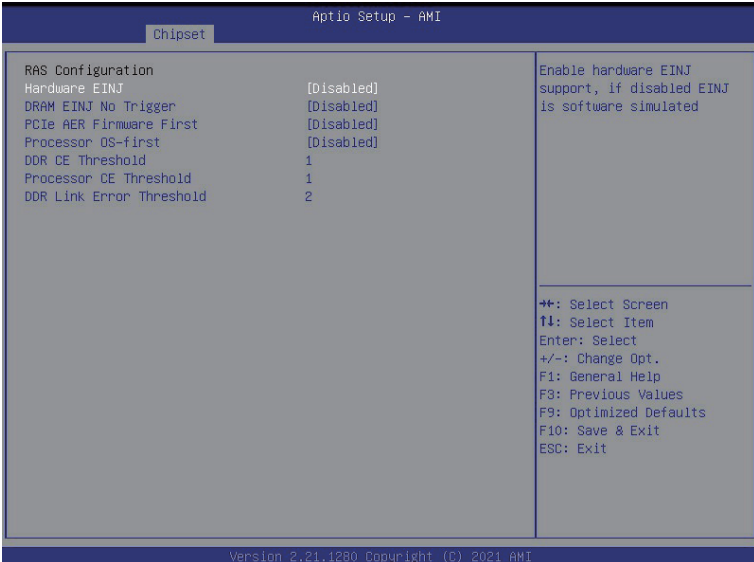 Aptio Setup – AMI
Chipset
RAS Configuration
Hardware EINJ [Disabled]
DRAM EINJ No Trigger [Disabled]
PCIe AER Firmware First [Disabled]
Processor OS-first [Disabled]
DDR CE Threshold 1
Processor CE Threshold 1
DDR Link Error Threshold 2
Enable hardware EINJ
support, if disabled EINJ
is software simulated
→←: Select Screen
↑↓: Select Item
Enter: Select
+/-: Change Opt.
F1: General Help
F3: Previous Values
F9: Optimized Defaults
F10: Save & Exit
ESC: Exit
Version 2.21.1280 Copyright (C) 2021 AMI